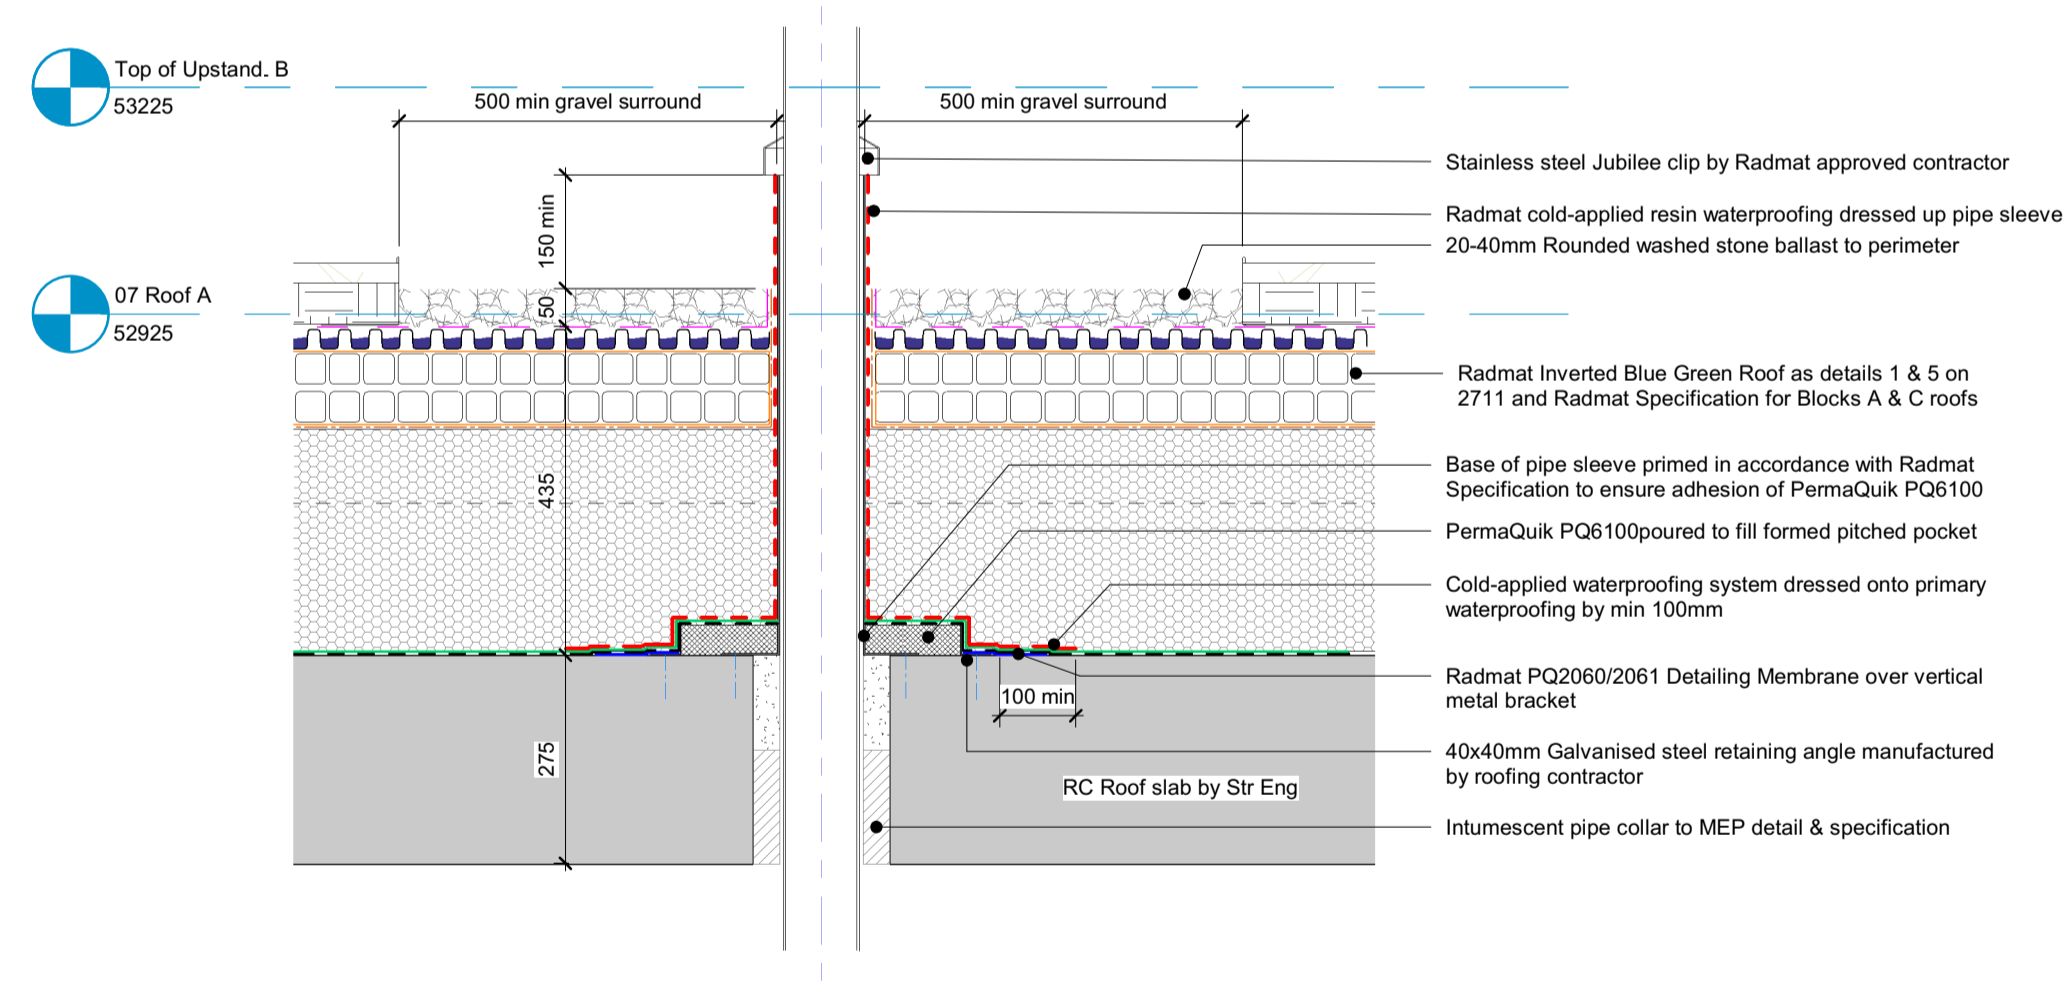 Top of Upstand. B
53225
500 min gravel surround
500 min gravel surround
Stainless steel Jubilee clip by Radmat approved contractor
150 min
Radmat cold-applied resin waterproofing dressed up pipe sleeve
20-40mm Rounded washed stone ballast to perimeter
07 Roof A
52925
50
Radmat Inverted Blue Green Roof as details 1 & 5 on
2711 and Radmat Specification for Blocks A & C roofs
435
Base of pipe sleeve primed in accordance with Radmat
Specification to ensure adhesion of PermaQuik PQ6100
PermaQuik PQ6100poured to fill formed pitched pocket
Cold-applied waterproofing system dressed onto primary
waterproofing by min 100mm
Radmat PQ2060/2061 Detailing Membrane over vertical
metal bracket
100 min
275
40x40mm Galvanised steel retaining angle manufactured
by roofing contractor
RC Roof slab by Str Eng
Intumescent pipe collar to MEP detail & specification